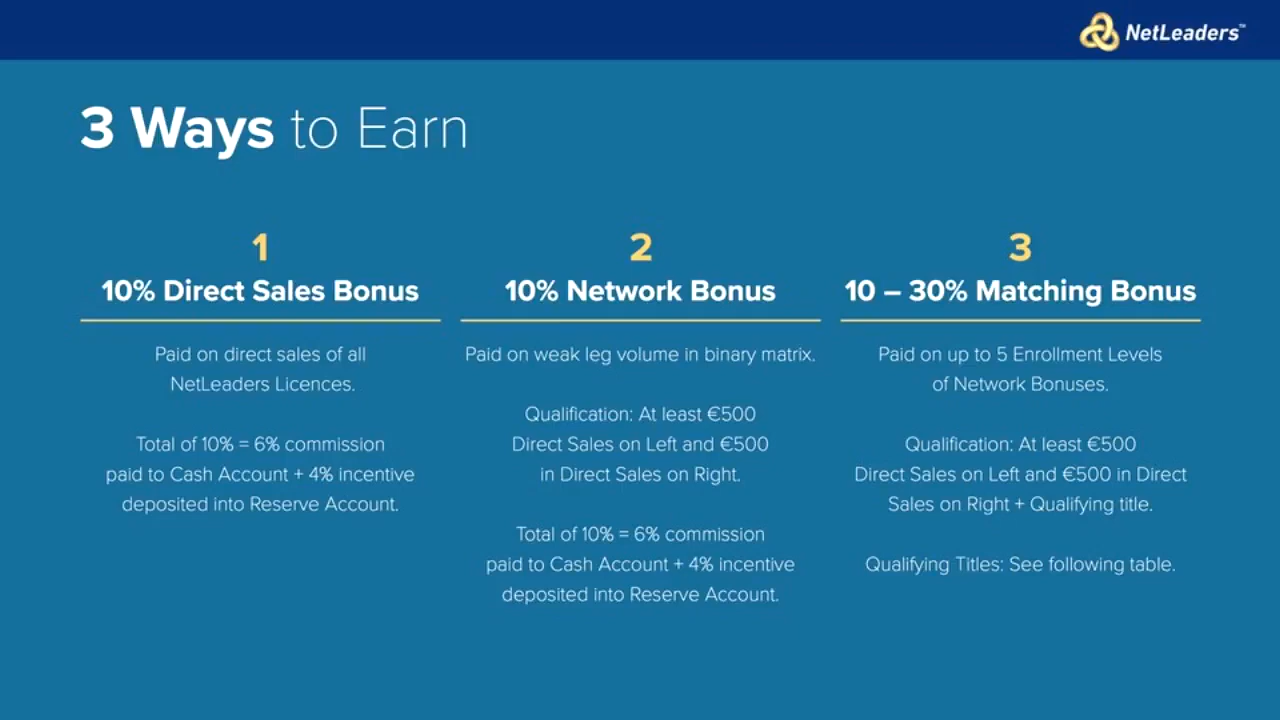 NetLeaders™
3 Ways to Earn
1
10% Direct Sales Bonus
Paid on direct sales of all
NetLeaders Licences.
Total of 10% = 6% commission
paid to Cash Account + 4% incentive
deposited into Reserve Account.
2
10% Network Bonus
Paid on weak leg volume in binary matrix.
Qualification: At least €500
Direct Sales on Left and €500
in Direct Sales on Right.
Total of 10% = 6% commission
paid to Cash Account + 4% incentive
deposited into Reserve Account.
3
10 – 30% Matching Bonus
Paid on up to 5 Enrollment Levels
of Network Bonuses.
Qualification: At least €500
Direct Sales on Left and €500 in Direct
Sales on Right + Qualifying title.
Qualifying Titles: See following table.